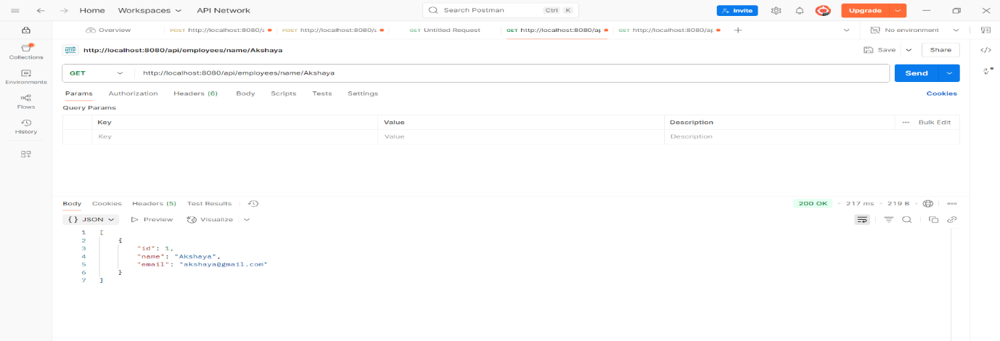 Home Workspaces API Network Search Postman Ctrl K Invite Upgrade
Overview POST http://localhost:8080/a POST http://localhost:8080/a GET Untitled Request GET http://localhost:8080/ap GET http://localhost:8080/ap No environment
HTTP http://localhost:8080/api/employees/name/Akshaya Save Share
Collections
GET http://localhost:8080/api/employees/name/Akshaya Send
Environments
Params Authorization Headers (6) Body Scripts Tests Settings Cookies
Flows
Query Params
Key Value Description Bulk Edit
History
Key Value Description
Body Cookies Headers (5) Test Results 200 OK 217 ms 219 B
{} JSON Preview Visualize
1 [
2 {
3 "id": 1,
4 "name": "Akshaya",
5 "email": "akshaya@gmail.com"
6 }
7 ]